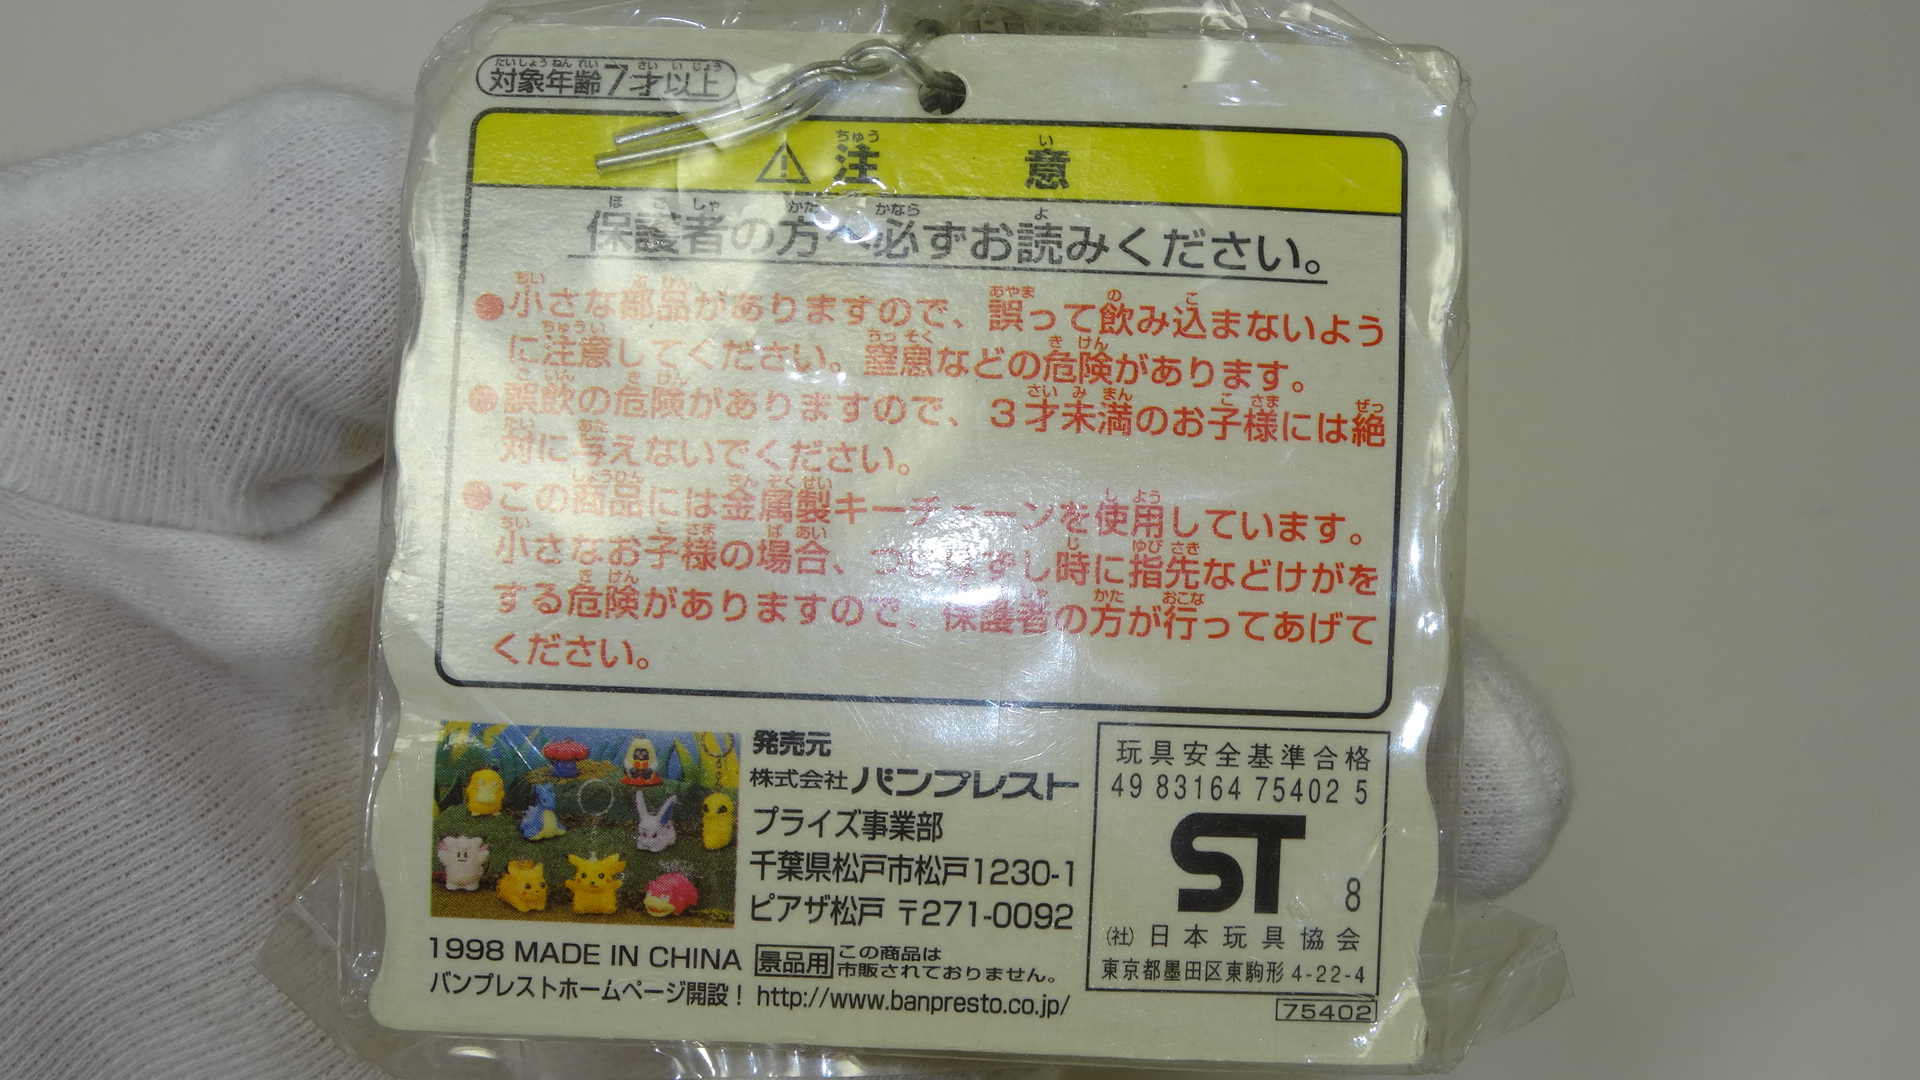 対象年齢7才以上
⚠注意
保護者の方へ必ずお読みください。
●小さな部品がありますので、誤って飲み込まないよう
に注意してください。窒息などの危険があります。
●誤飲の危険がありますので、3才未満のお子様には絶
対に与えないでください。
●この商品には金属製キーチェーンを使用しています。
小さなお子様の場合、つけはずし時に指先などけがを
する危険がありますので、保護者の方が行ってあげて
ください。
発売元
株式会社バンプレスト
プライズ事業部
千葉県松戸市松戸1230-1
ピアザ松戸 〒271-0092
1998 MADE IN CHINA
景品用 この商品は
市販されておりません。
バンプレストホームページ開設! http://www.banpresto.co.jp/
玩具安全基準合格
49 83164 75402 5
ST 8
(社)日本玩具協会
東京都墨田区東駒形4-22-4
75402